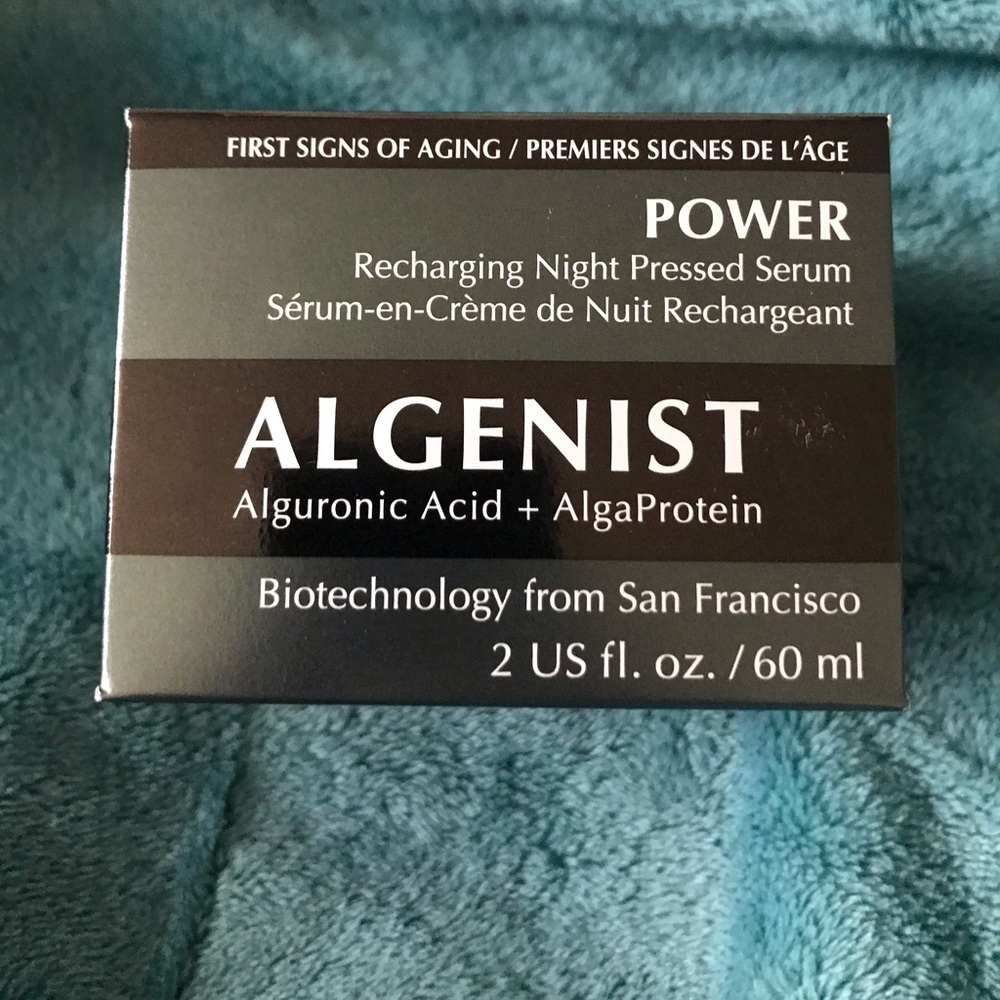 FIRST SIGNS OF AGING / PREMIERS SIGNES DE L'ÂGE
POWER
Recharging Night Pressed Serum
Sérum-en-Crème de Nuit Rechargeant
ALGENIST
Alguronic Acid + AlgaProtein
Biotechnology from San Francisco
2 US fl. oz. / 60 ml